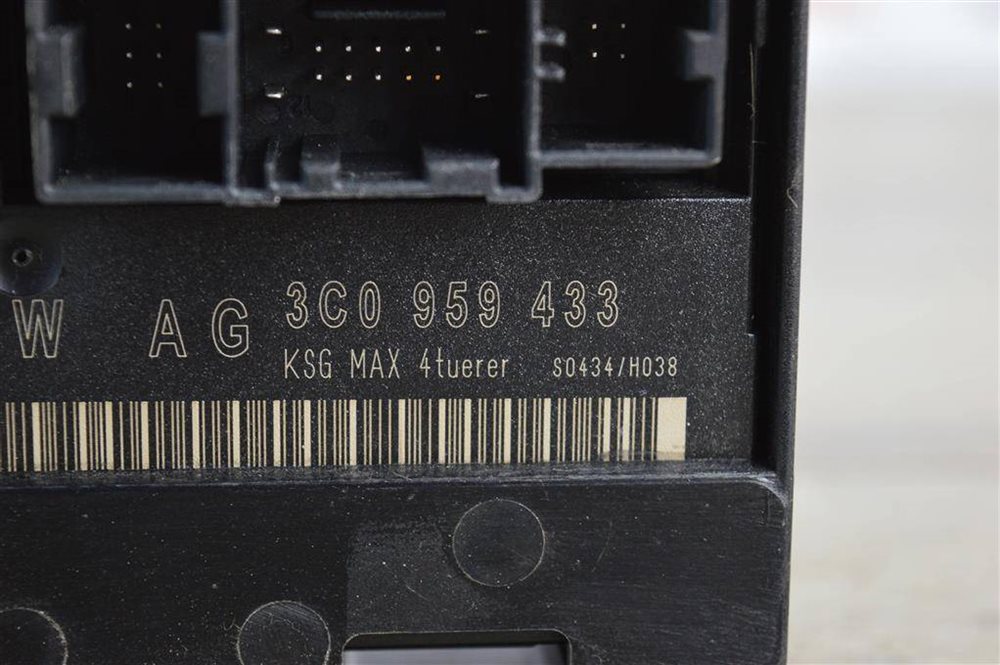 W AG 3C0 959 433
KSG MAX 4tuerer S0434/H038